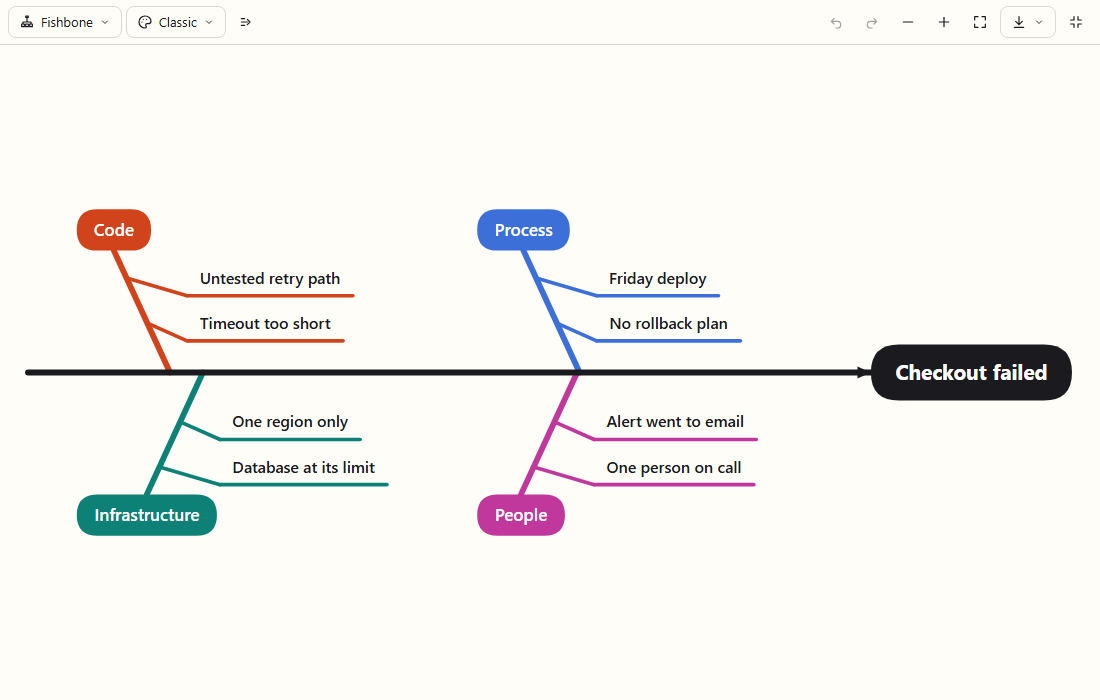 Fishbone
Classic
Code
Process
Untested retry path
Friday deploy
Timeout too short
No rollback plan
Checkout failed
One region only
Alert went to email
Database at its limit
One person on call
Infrastructure
People